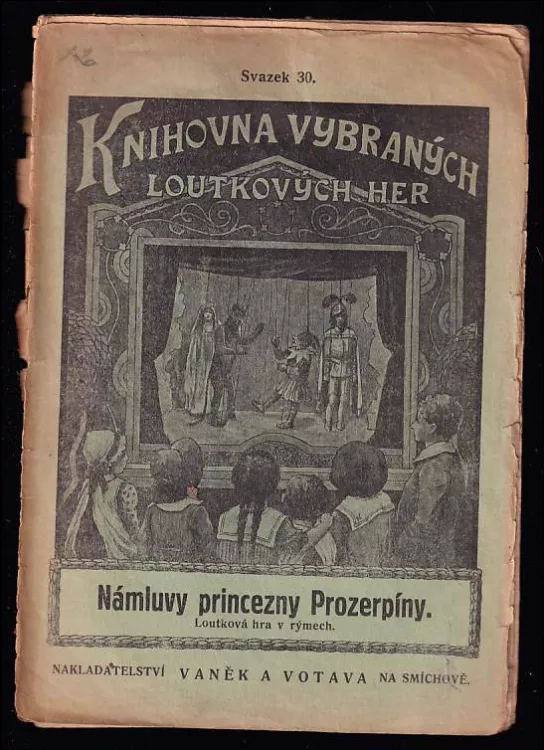 Svazek 30.
KNIHOVNA VYBRANÝCH
LOUTKOVÝCH HER
Námluvy princezny Prozerpíny.
Loutková hra v rýmech.
NAKLADATELSTVÍ VANĚK A VOTAVA NA SMÍCHOVĚ.